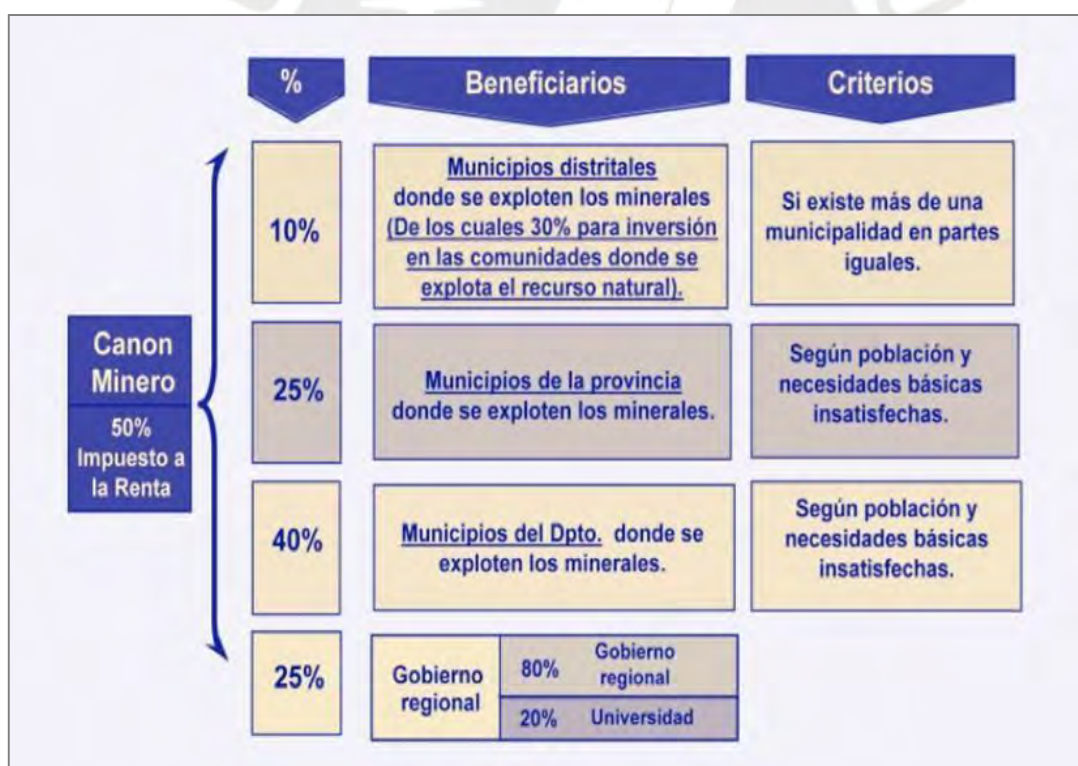 %
Beneficiarios
Criterios
Canon
Minero
50%
Impuesto a
la Renta
10%
Municipios distritales
donde se exploten los minerales
(De los cuales 30% para inversión
en las comunidades donde se
explota el recurso natural).
Si existe más de una
municipalidad en partes
iguales.
25%
Municipios de la provincia
donde se exploten los minerales.
Según población y
necesidades básicas
insatisfechas.
40%
Municipios del Dpto. donde se
exploten los minerales.
Según población y
necesidades básicas
insatisfechas.
25%
Gobierno
regional
80% Gobierno
regional
20% Universidad